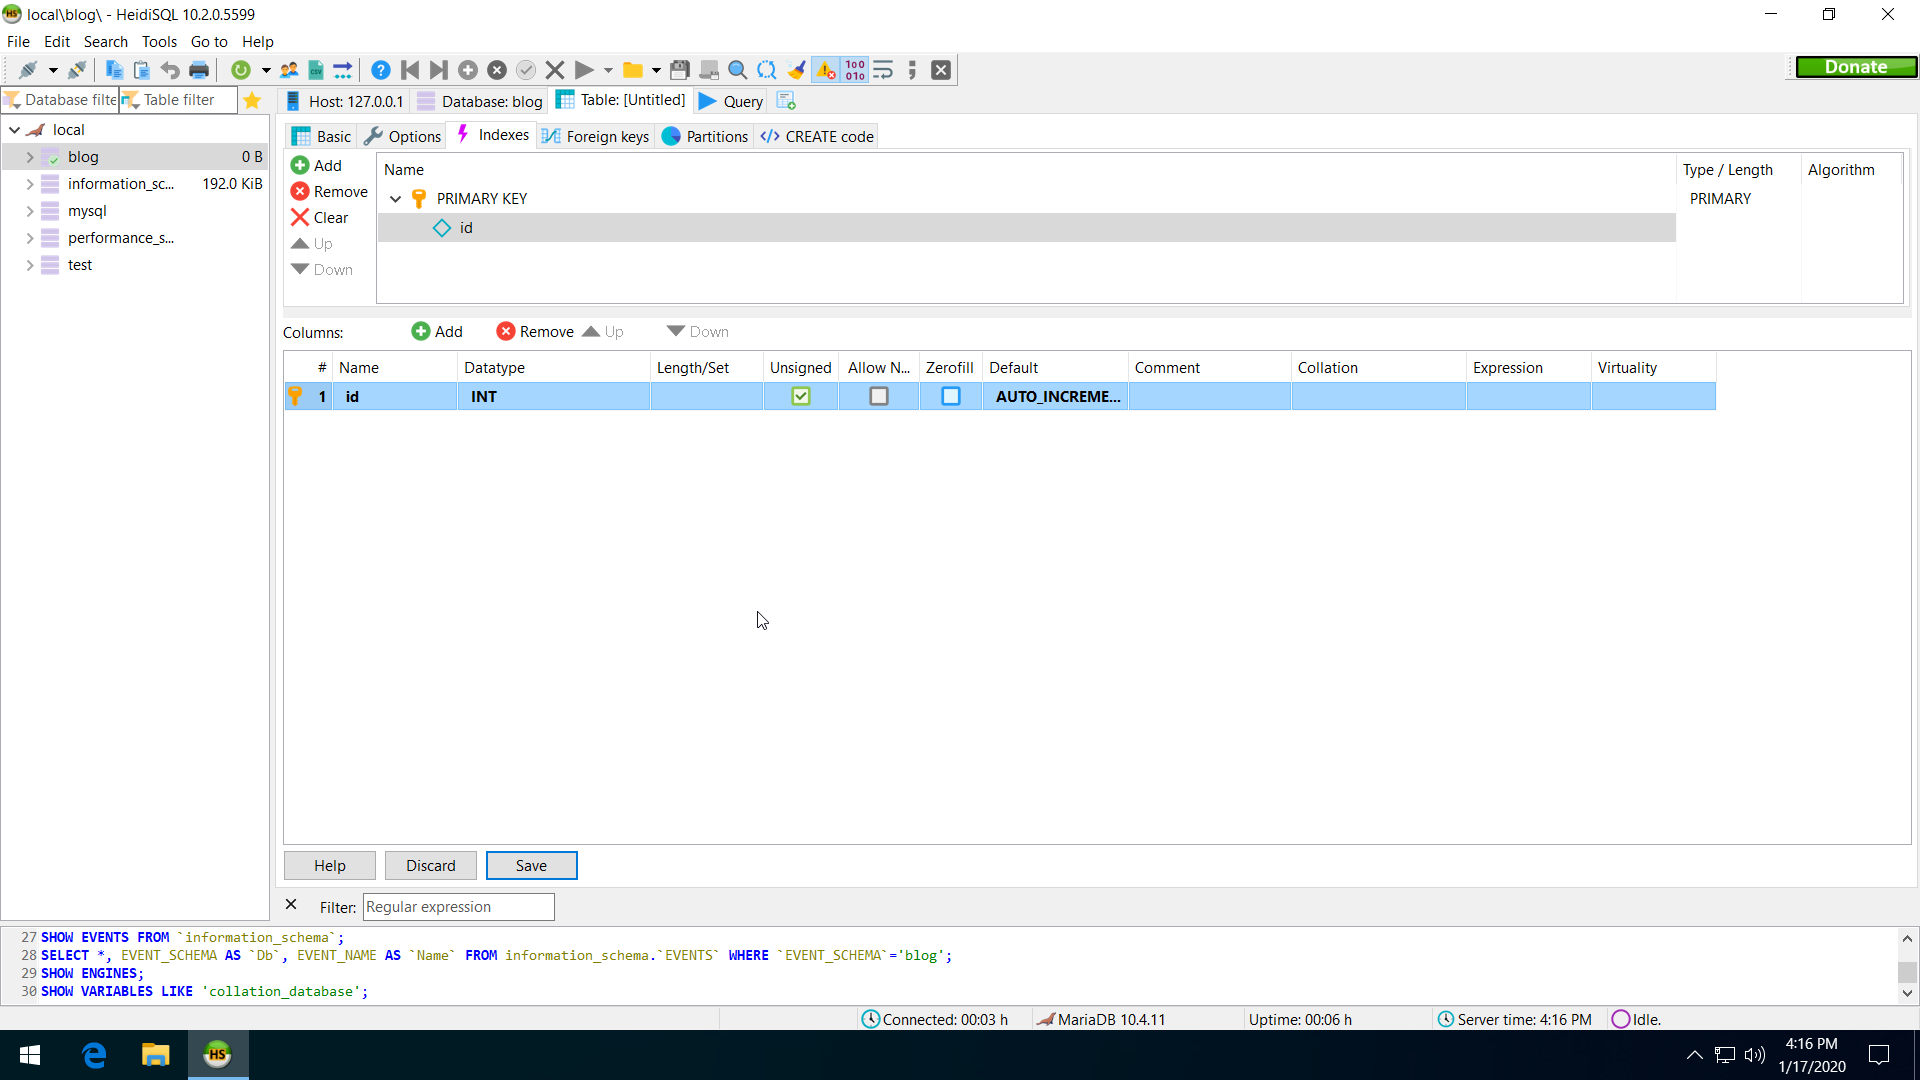 local\blog\ - HeidiSQL 10.2.0.5599
File Edit Search Tools Go to Help
Donate
Database filte Table filter
Host: 127.0.0.1 Database: blog Table: [Untitled] Query
local
blog 0 B
information_sc... 192.0 KiB
mysql
performance_s...
test
Basic Options Indexes Foreign keys Partitions CREATE code
Add
Remove
Clear
Up
Down
Name Type / Length Algorithm
PRIMARY KEY PRIMARY
id
Columns: Add Remove Up Down
# Name Datatype Length/Set Unsigned Allow N... Zerofill Default Comment Collation Expression Virtuality
1 id INT AUTO_INCREME...
Help Discard Save
Filter: Regular expression
27 SHOW EVENTS FROM `information_schema`;
28 SELECT *, EVENT_SCHEMA AS `Db`, EVENT_NAME AS `Name` FROM information_schema.`EVENTS` WHERE `EVENT_SCHEMA`='blog';
29 SHOW ENGINES;
30 SHOW VARIABLES LIKE 'collation_database';
Connected: 00:03 h MariaDB 10.4.11 Uptime: 00:06 h Server time: 4:16 PM Idle.
HS
4:16 PM
1/17/2020